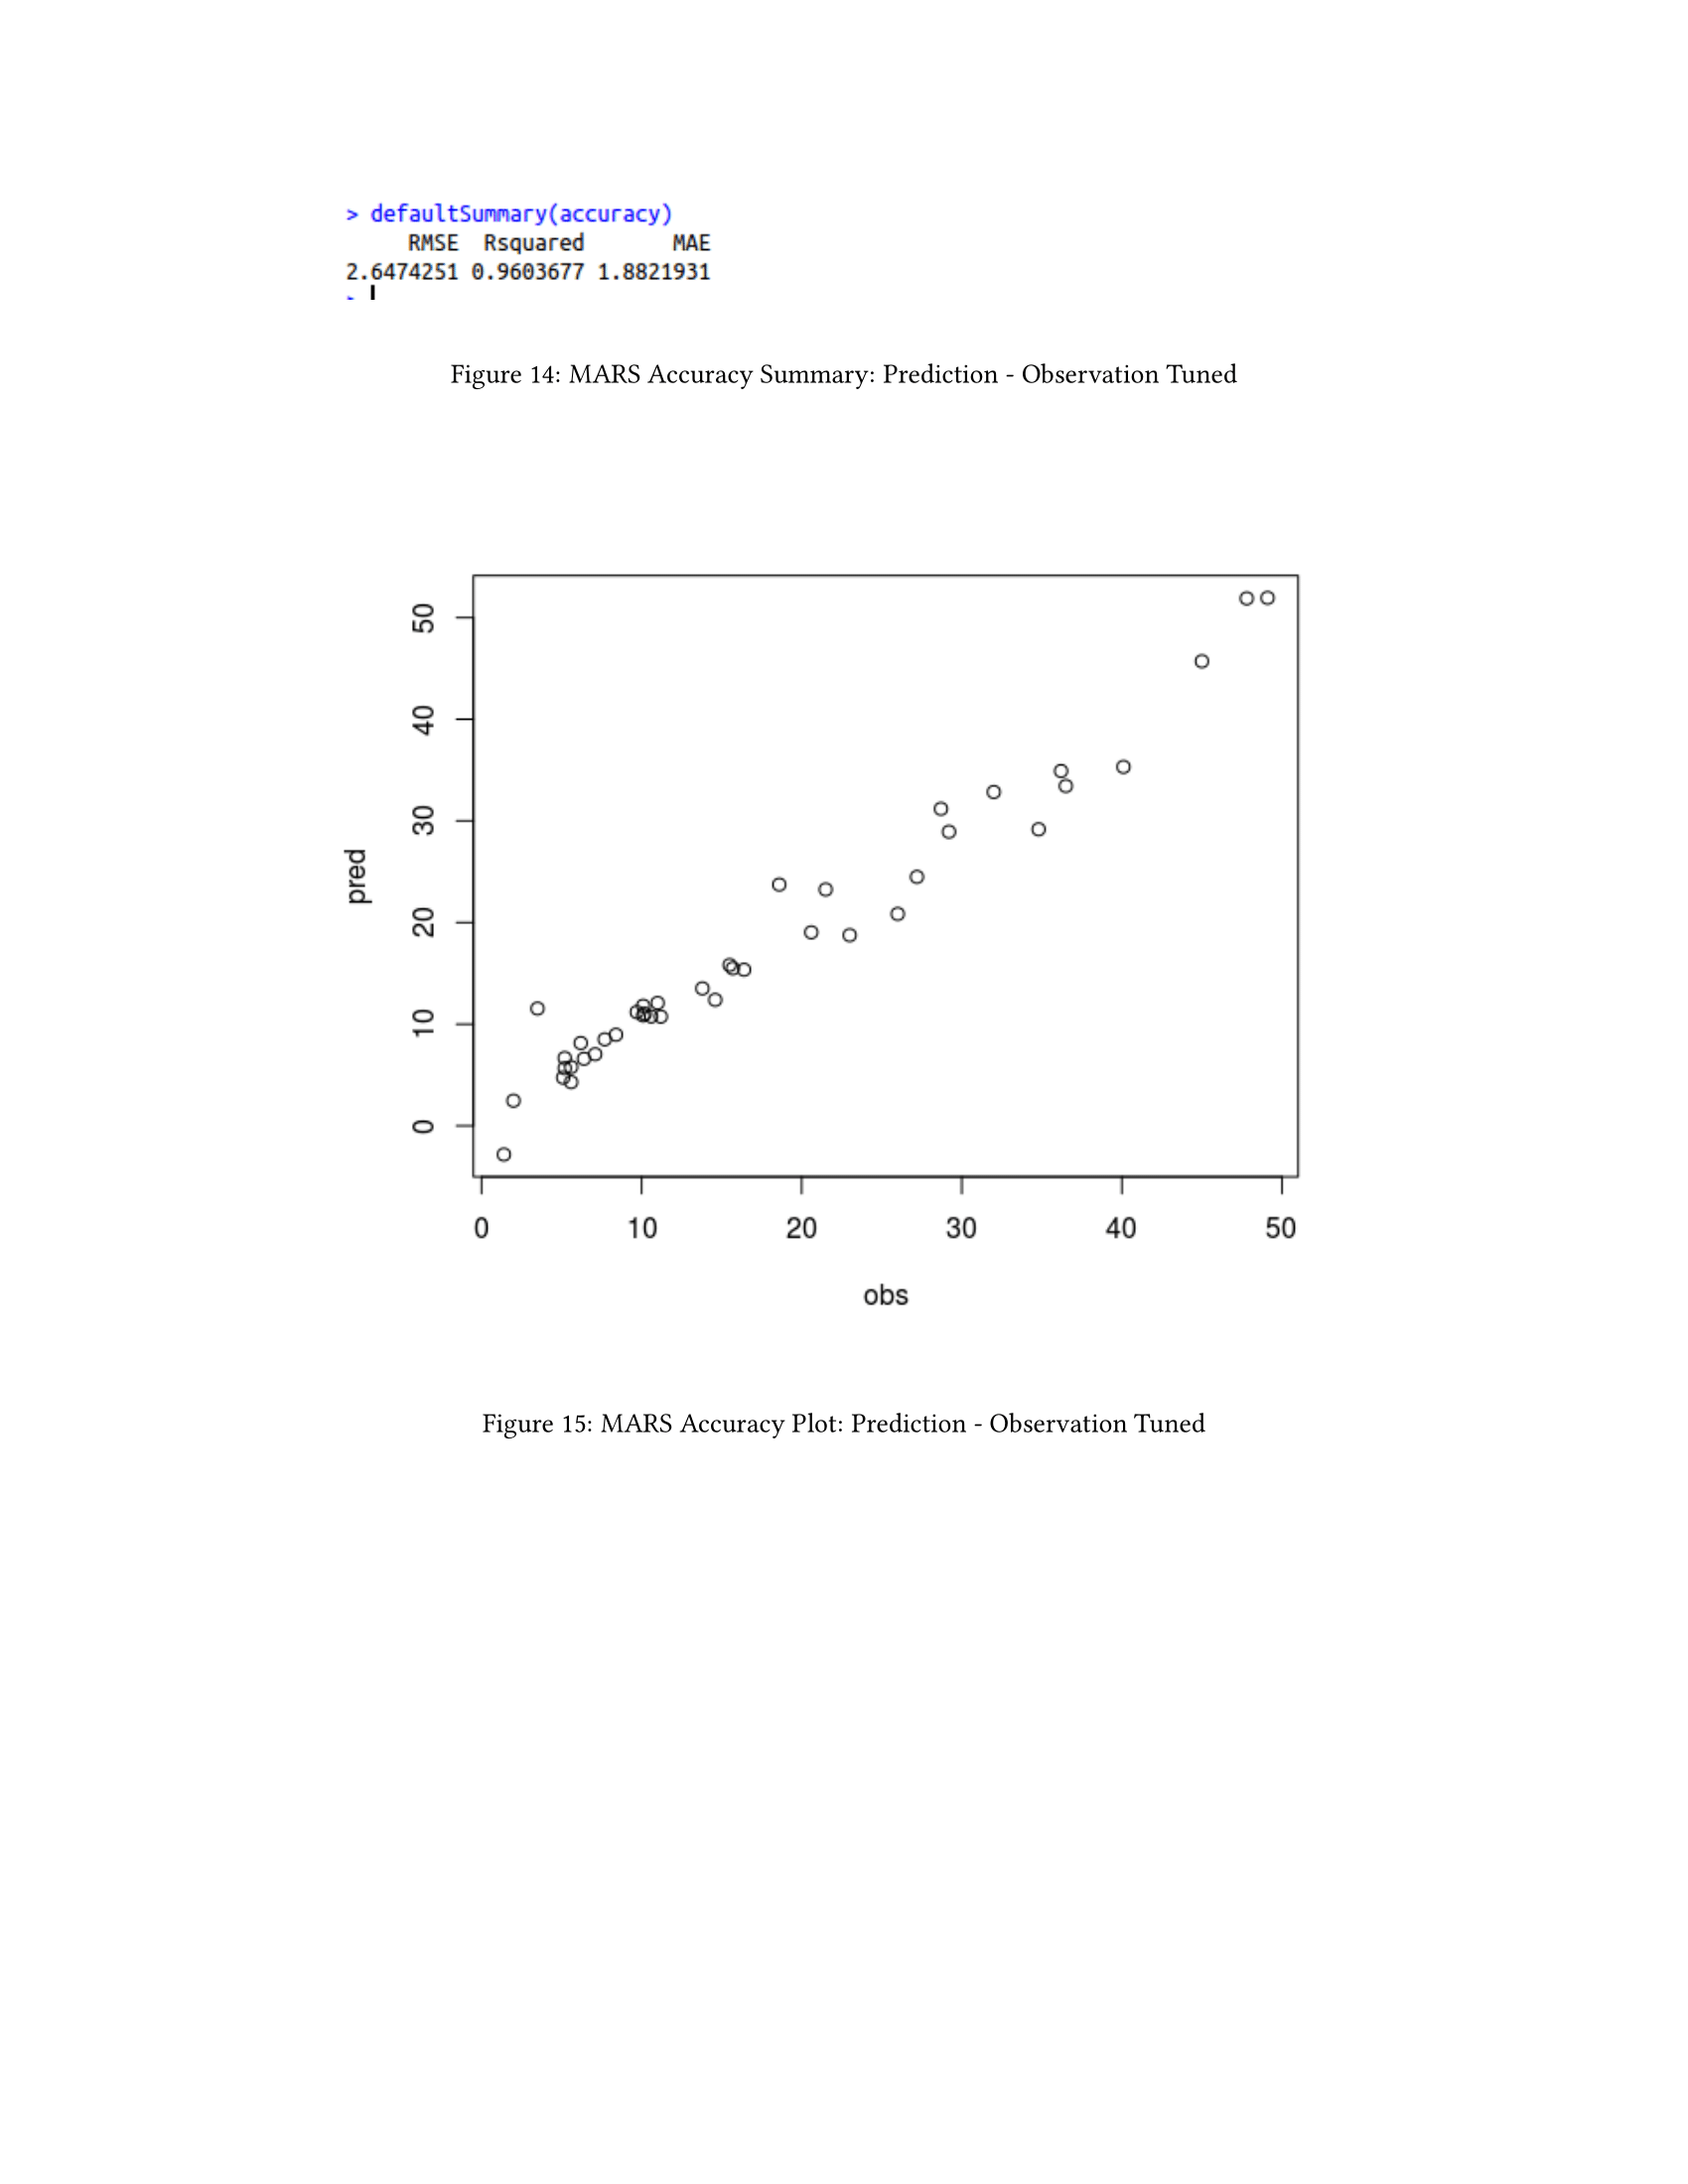 > defaultSummary(accuracy)
RMSE Rsquared MAE
2.6474251 0.9603677 1.8821931
>
Figure 14: MARS Accuracy Summary: Prediction - Observation Tuned
50
40
30
20
10
0
pred
0 10 20 30 40 50
obs
Figure 15: MARS Accuracy Plot: Prediction - Observation Tuned